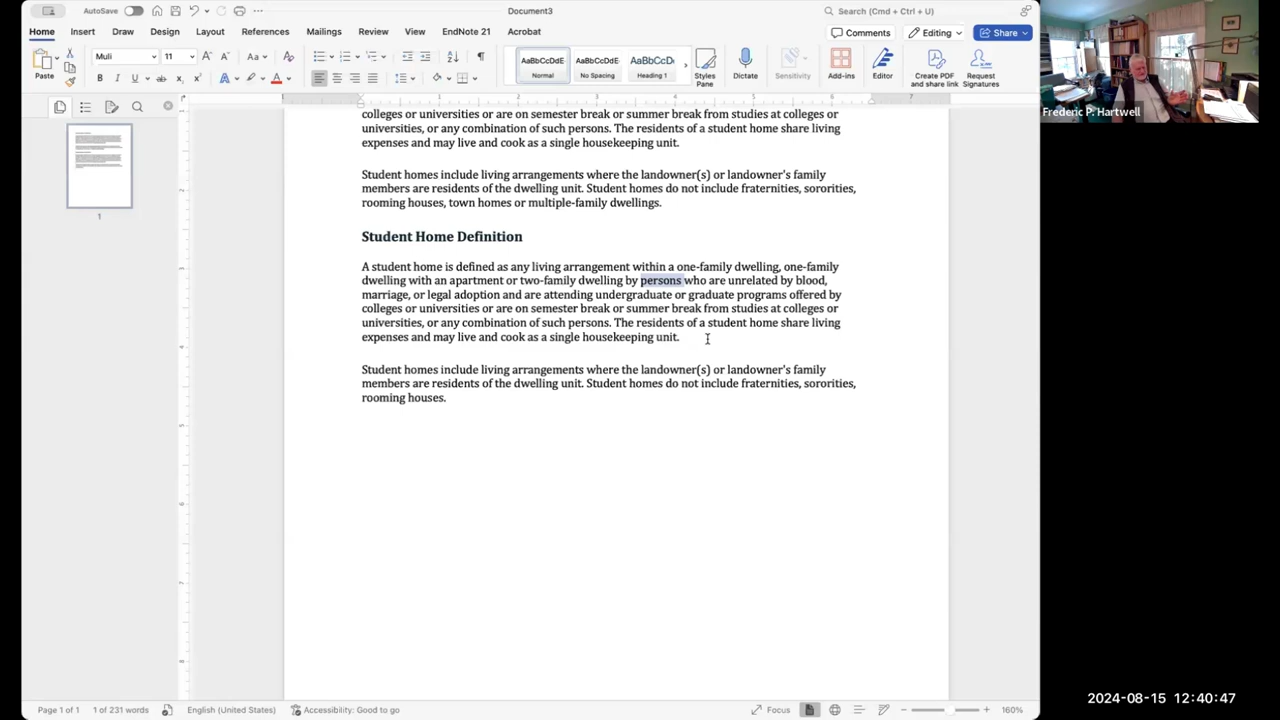 AutoSave
Document3
Search (Cmd + Ctrl + U)
Home Insert Draw Design Layout References Mailings Review View EndNote 21 Acrobat
Comments Editing Share
Paste
Muli 11
AaBbCcDdE AaBbCcDdE AaBbCcD
Normal No Spacing Heading 1
Styles Pane
Dictate
Sensitivity
Add-ins
Editor
Create PDF and share link
Request Signatures
Frederic P. Hartwell
1
colleges or universities or are on semester break or summer break from studies at colleges or
universities, or any combination of such persons. The residents of a student home share living
expenses and may live and cook as a single housekeeping unit.
Student homes include living arrangements where the landowner(s) or landowner's family
members are residents of the dwelling unit. Student homes do not include fraternities, sororities,
rooming houses, town homes or multiple-family dwellings.
Student Home Definition
A student home is defined as any living arrangement within a one-family dwelling, one-family
dwelling with an apartment or two-family dwelling by persons who are unrelated by blood,
marriage, or legal adoption and are attending undergraduate or graduate programs offered by
colleges or universities or are on semester break or summer break from studies at colleges or
universities, or any combination of such persons. The residents of a student home share living
expenses and may live and cook as a single housekeeping unit.
Student homes include living arrangements where the landowner(s) or landowner's family
members are residents of the dwelling unit. Student homes do not include fraternities, sororities,
rooming houses.
Page 1 of 1 1 of 231 words English (United States) Accessibility: Good to go Focus 160%
2024-08-15 12:40:47